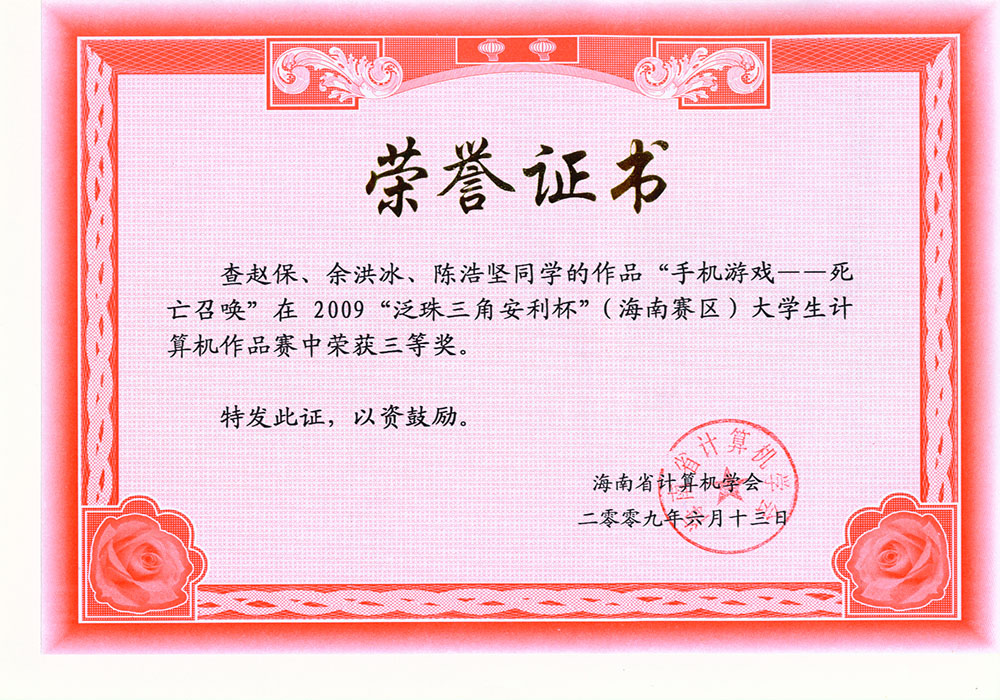 荣誉证书
查赵保、余洪冰、陈浩坚同学的作品“手机游戏——死
亡召唤”在 2009“泛珠三角安利杯”（海南赛区）大学生计
算机作品赛中荣获三等奖。
特发此证，以资鼓励。
海南省计算机学会
二零零九年六月十三日
海南省计算机学会